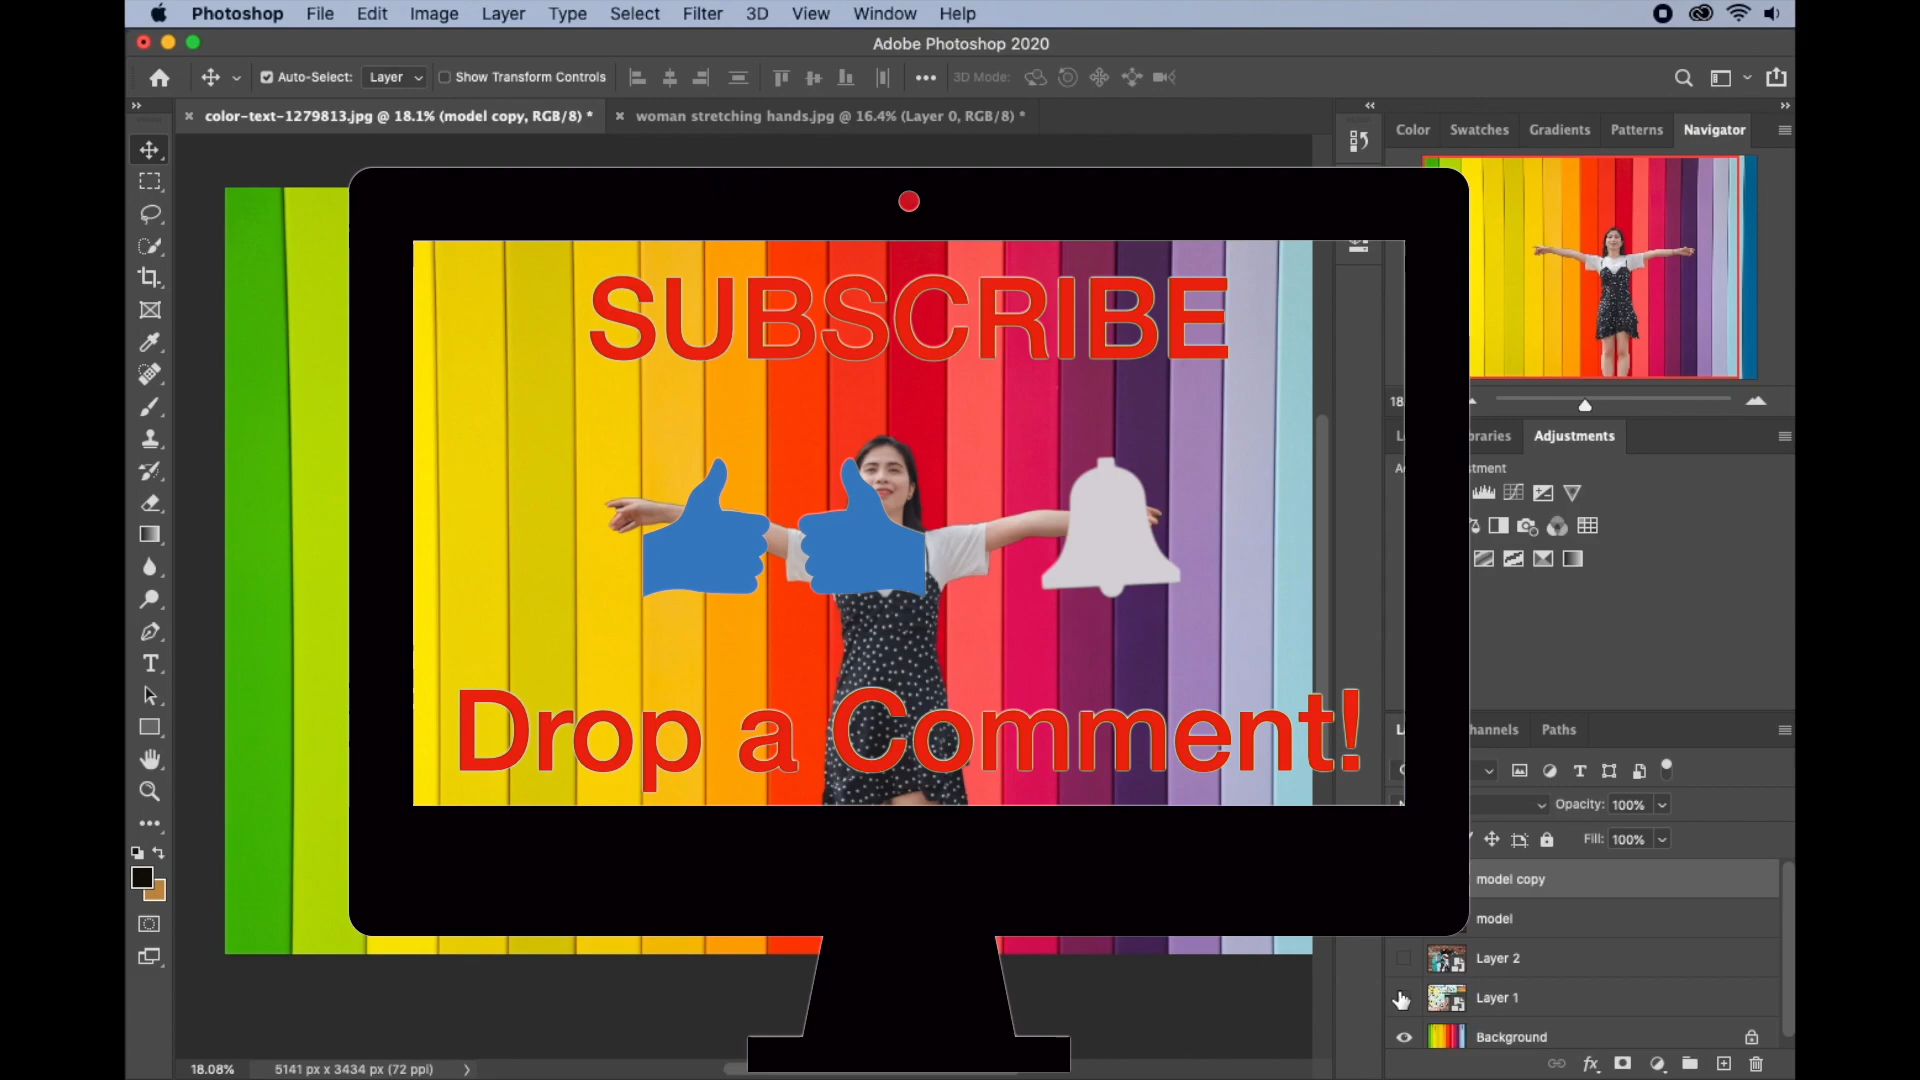 Photoshop File Edit Image Layer Type Select Filter 3D View Window Help
Adobe Photoshop 2020
Auto-Select: Layer Show Transform Controls 3D Mode:
color-text-1279813.jpg @ 18.1% (model copy, RGB/8) * woman stretching hands.jpg @ 16.4% (Layer 0, RGB/8) *
Color Swatches Gradients Patterns Navigator
SUBSCRIBE
18
braries Adjustments
stment
Drop a Comment!
hannels Paths
Opacity: 100%
Fill: 100%
model copy
model
Layer 2
Layer 1
Background
18.08% 5141 px x 3434 px (72 ppi)